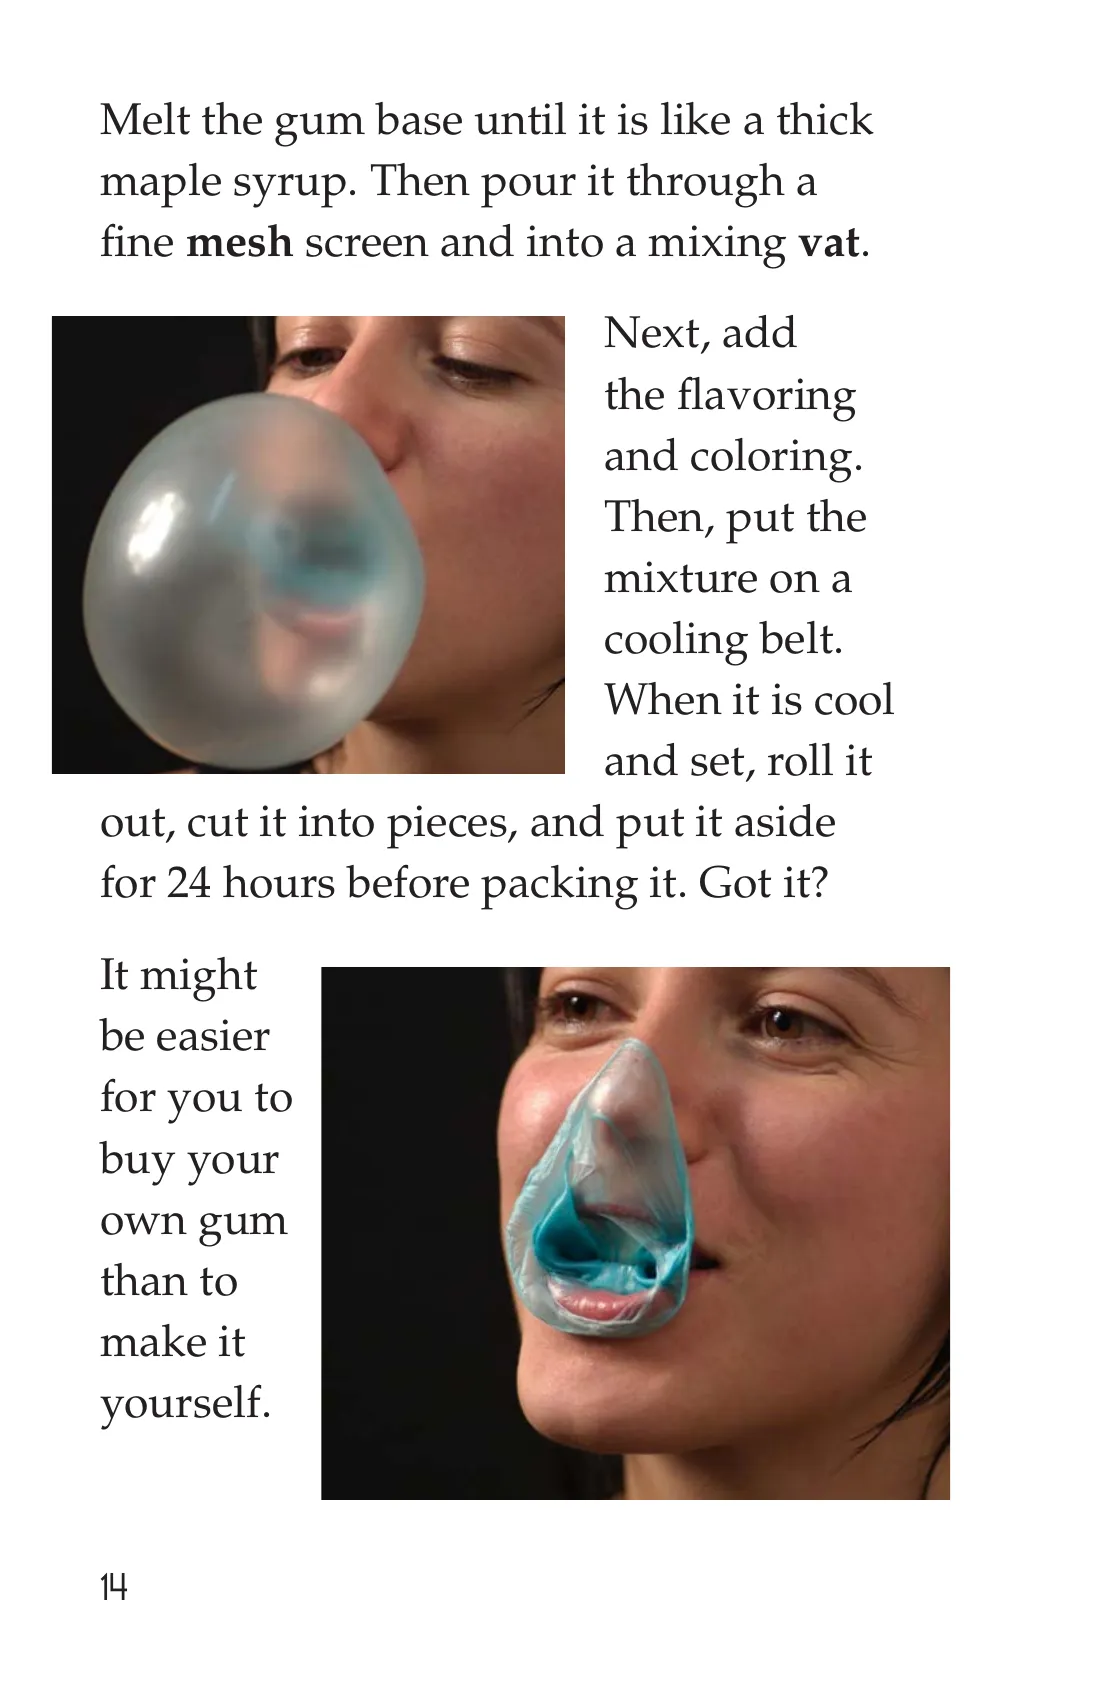 Melt the gum base until it is like a thick
maple syrup. Then pour it through a
fine mesh screen and into a mixing vat.
Next, add
the flavoring
and coloring.
Then, put the
mixture on a
cooling belt.
When it is cool
and set, roll it
out, cut it into pieces, and put it aside
for 24 hours before packing it. Got it?
It might
be easier
for you to
buy your
own gum
than to
make it
yourself.
14